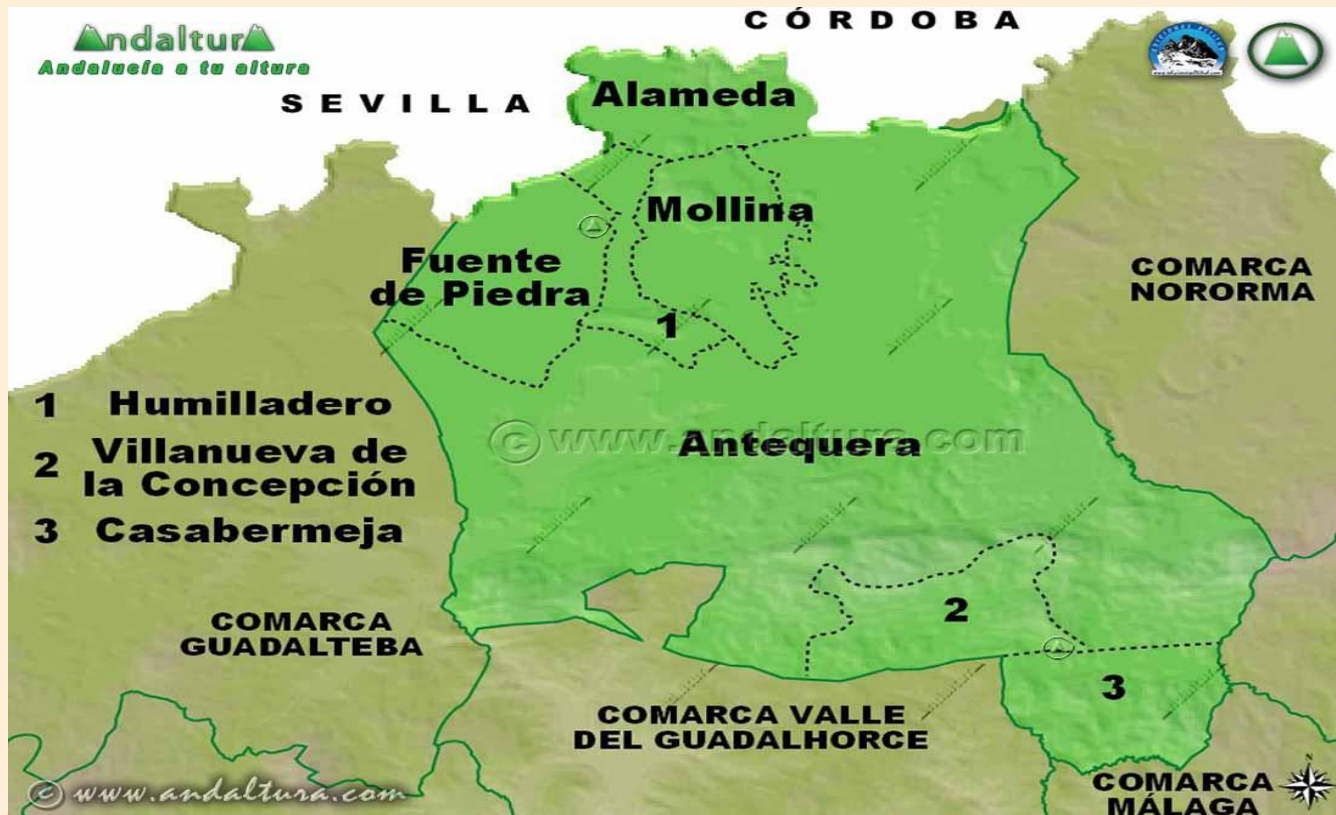 CÓRDOBA
Andaltura
Andalucía a tu altura
SEVILLA
Alameda
Mollina
Fuente
de Piedra
COMARCA
NORORMA
1
1 Humilladero
2 Villanueva de
la Concepción
3 Casabermeja
© www.andaltura.com
Antequera
2
COMARCA
GUADALTEBA
3
COMARCA VALLE
DEL GUADALHORCE
COMARCA
MÁLAGA
N
© www.andaltura.com